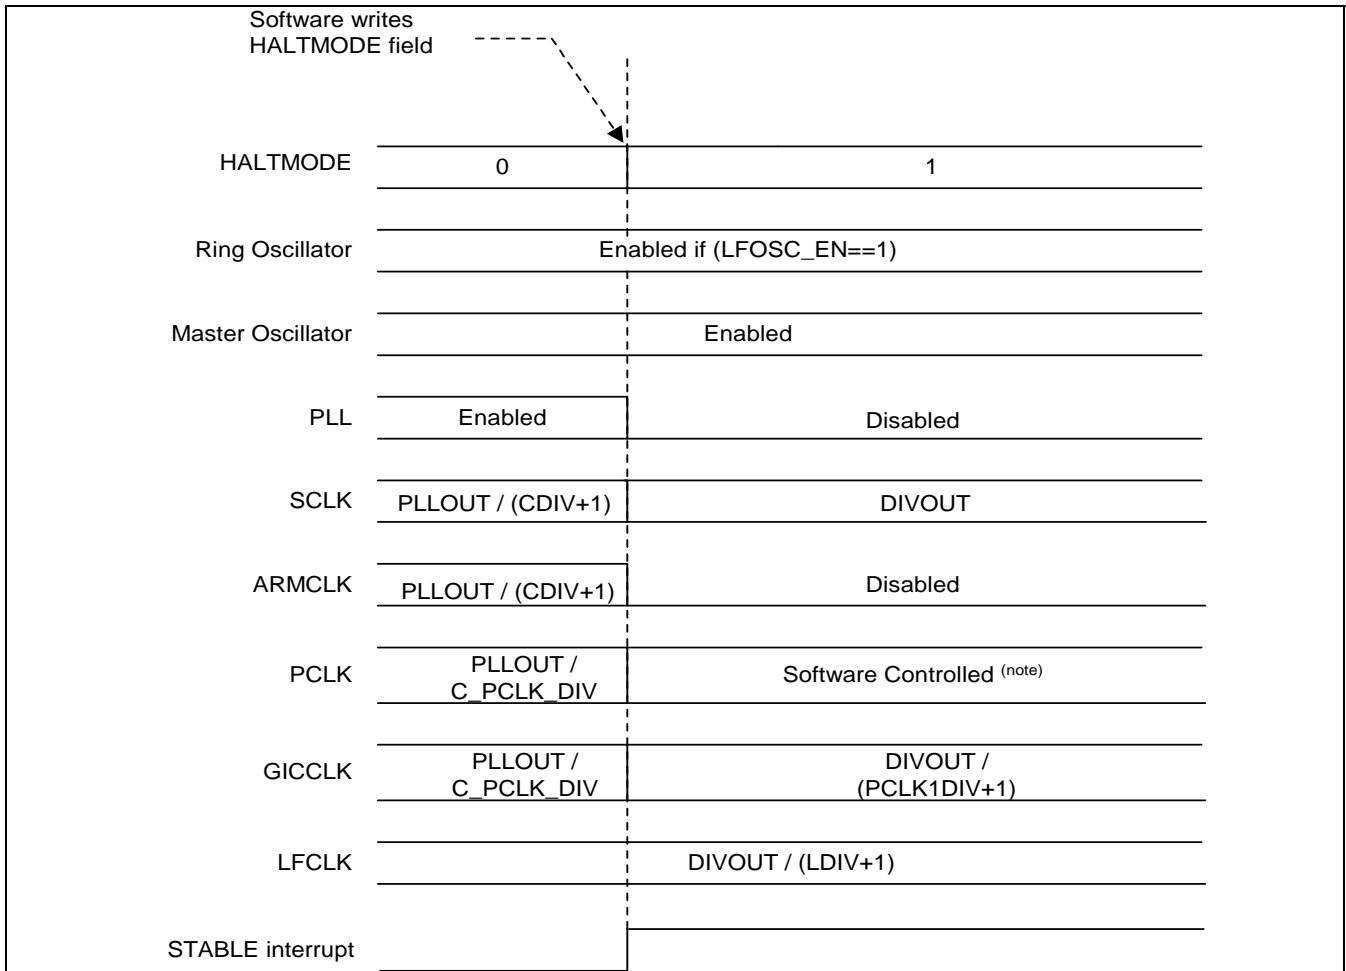 Software writes
HALTMODE field
HALTMODE
0
1
Ring Oscillator
Enabled if (LFOSC_EN==1)
Master Oscillator
Enabled
PLL
Enabled
Disabled
SCLK
PLLOUT / (CDIV+1)
DIVOUT
ARMCLK
PLLOUT / (CDIV+1)
Disabled
PCLK
PLLOUT /
C_PCLK_DIV
Software Controlled (note)
GICCLK
PLLOUT /
C_PCLK_DIV
DIVOUT /
(PCLK1DIV+1)
LFCLK
DIVOUT / (LDIV+1)
STABLE interrupt